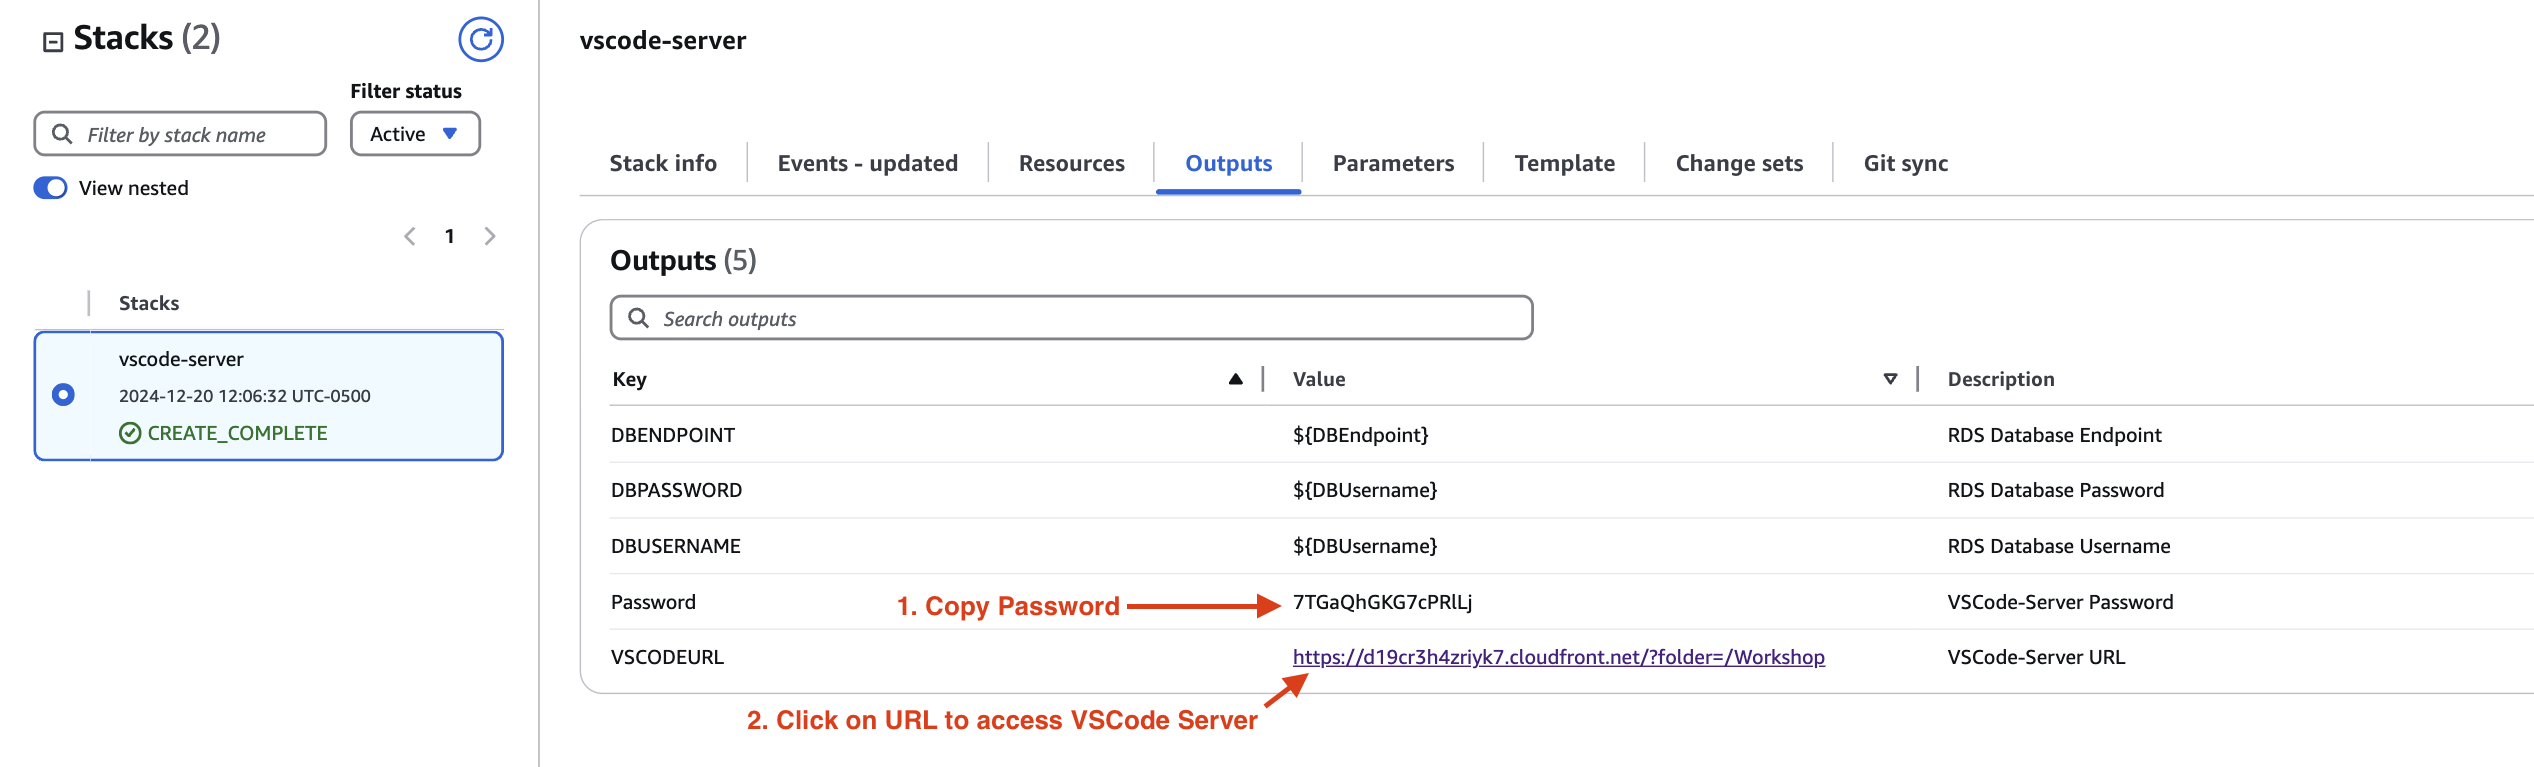 Stacks (2)
Filter status
Filter by stack name
Active
View nested
1
Stacks
vscode-server
2024-12-20 12:06:32 UTC-0500
CREATE_COMPLETE
vscode-server
Stack info
Events - updated
Resources
Outputs
Parameters
Template
Change sets
Git sync
Outputs (5)
Search outputs
Key Value Description
DBENDPOINT ${DBEndpoint} RDS Database Endpoint
DBPASSWORD ${DBUsername} RDS Database Password
DBUSERNAME ${DBUsername} RDS Database Username
Password 1. Copy Password 7TGaQhGKG7cPRlLj VSCode-Server Password
VSCODEURL https://d19cr3h4zriyk7.cloudfront.net/?folder=/Workshop VSCode-Server URL
2. Click on URL to access VSCode Server